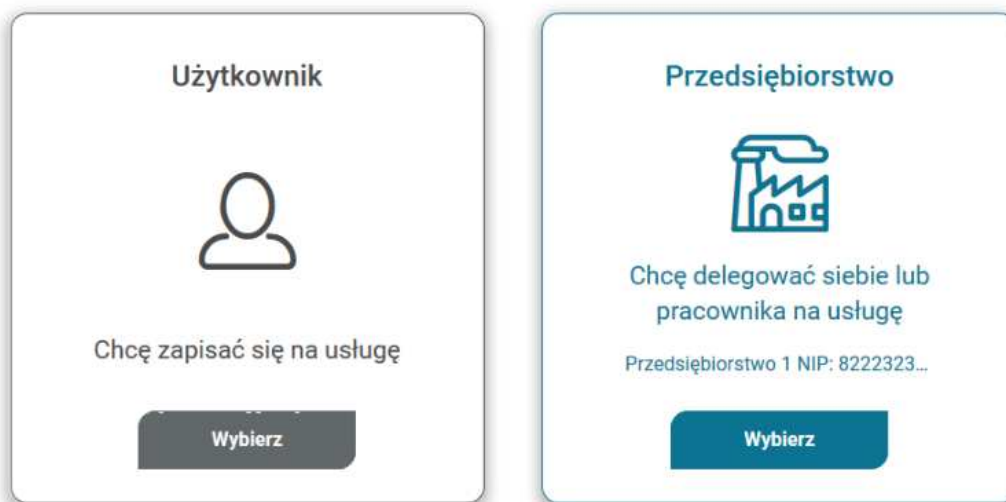 Użytkownik
Chcę zapisać się na usługę
Wybierz
Przedsiębiorstwo
Chcę delegować siebie lub
pracownika na usługę
Przedsiębiorstwo 1 NIP: 8222323...
Wybierz